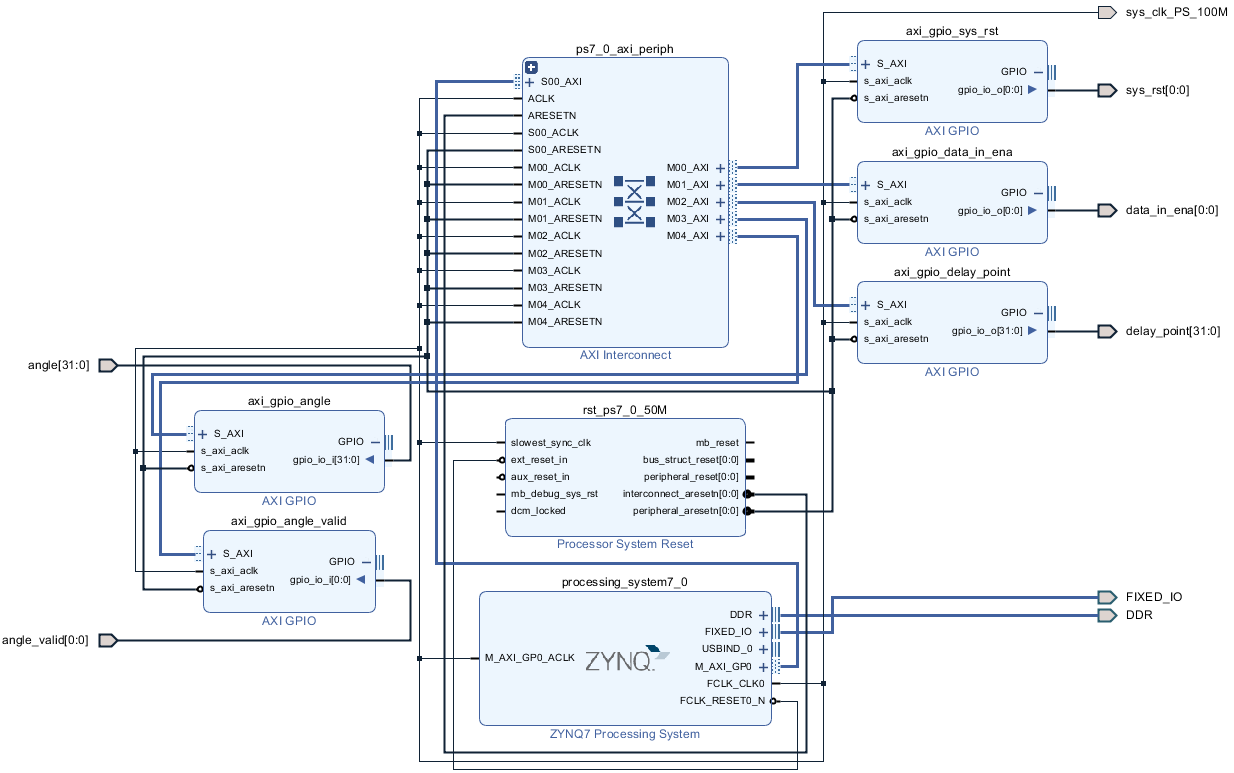 sys_clk_PS_100M
ps7_0_axi_periph
S00_AXI
ACLK
ARESETN
S00_ACLK
S00_ARESETN
M00_ACLK
M00_ARESETN
M01_ACLK
M01_ARESETN
M02_ACLK
M02_ARESETN
M03_ACLK
M03_ARESETN
M04_ACLK
M04_ARESETN
M00_AXI
M01_AXI
M02_AXI
M03_AXI
M04_AXI
AXI Interconnect
axi_gpio_sys_rst
S_AXI
s_axi_aclk
s_axi_aresetn
GPIO
gpio_io_o[0:0]
AXI GPIO
sys_rst[0:0]
axi_gpio_data_in_ena
S_AXI
s_axi_aclk
s_axi_aresetn
GPIO
gpio_io_o[0:0]
AXI GPIO
data_in_ena[0:0]
axi_gpio_delay_point
S_AXI
s_axi_aclk
s_axi_aresetn
GPIO
gpio_io_o[31:0]
AXI GPIO
delay_point[31:0]
angle[31:0]
axi_gpio_angle
S_AXI
s_axi_aclk
s_axi_aresetn
GPIO
gpio_io_i[31:0]
AXI GPIO
axi_gpio_angle_valid
S_AXI
s_axi_aclk
s_axi_aresetn
GPIO
gpio_io_i[0:0]
AXI GPIO
angle_valid[0:0]
rst_ps7_0_50M
slowest_sync_clk
ext_reset_in
aux_reset_in
mb_debug_sys_rst
dcm_locked
mb_reset
bus_struct_reset[0:0]
peripheral_reset[0:0]
interconnect_aresetn[0:0]
peripheral_aresetn[0:0]
Processor System Reset
processing_system7_0
M_AXI_GP0_ACLK
ZYNQ
DDR
FIXED_IO
USBIND_0
M_AXI_GP0
FCLK_CLK0
FCLK_RESET0_N
ZYNQ7 Processing System
FIXED_IO
DDR